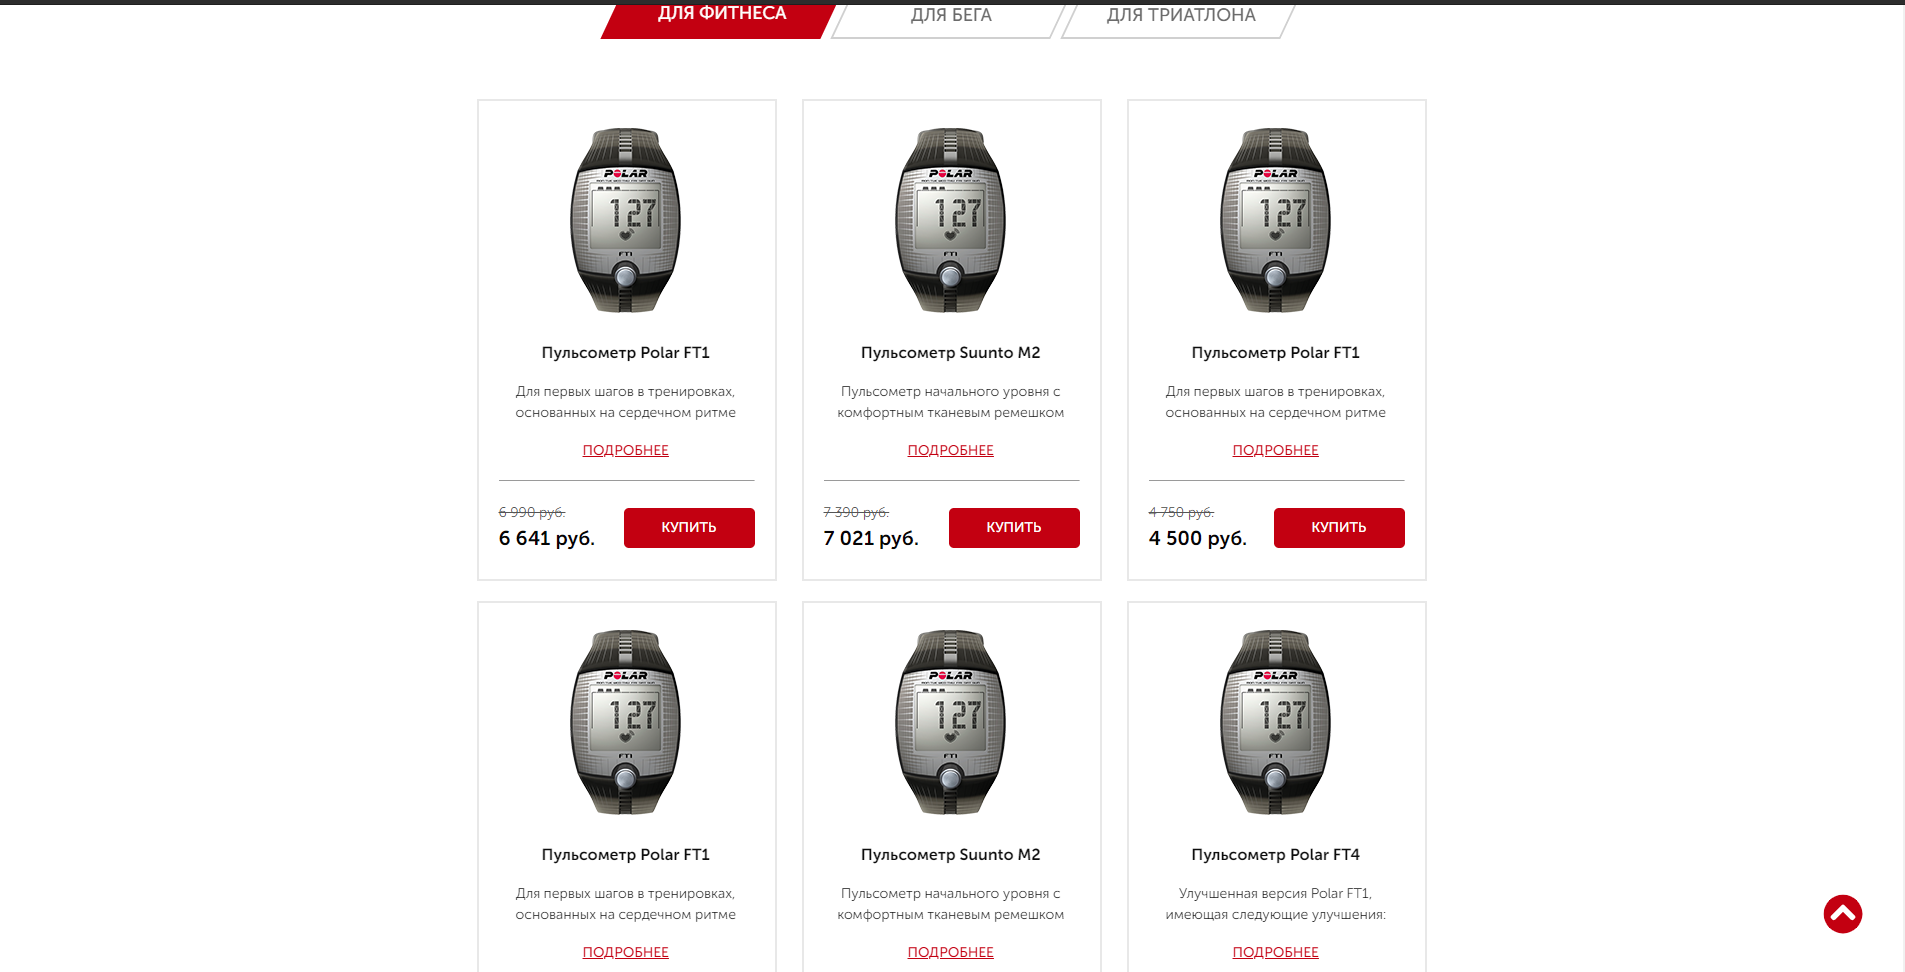 ДЛЯ ФИТНЕСА
ДЛЯ БЕГА
ДЛЯ ТРИАТЛОНА
POLAR
127
FT1
POLAR
127
FT1
POLAR
127
FT1
Пульсометр Polar FT1
Пульсометр Suunto M2
Пульсометр Polar FT1
Для первых шагов в тренировках,
основанных на сердечном ритме
Пульсометр начального уровня с
комфортным тканевым ремешком
Для первых шагов в тренировках,
основанных на сердечном ритме
ПОДРОБНЕЕ
ПОДРОБНЕЕ
ПОДРОБНЕЕ
6 990 руб.
6 641 руб.
КУПИТЬ
7 390 руб.
7 021 руб.
КУПИТЬ
4 750 руб.
4 500 руб.
КУПИТЬ
POLAR
127
FT1
POLAR
127
FT1
POLAR
127
FT1
Пульсометр Polar FT1
Пульсометр Suunto M2
Пульсометр Polar FT4
Для первых шагов в тренировках,
основанных на сердечном ритме
Пульсометр начального уровня с
комфортным тканевым ремешком
Улучшенная версия Polar FT1,
имеющая следующие улучшения:
ПОДРОБНЕЕ
ПОДРОБНЕЕ
ПОДРОБНЕЕ